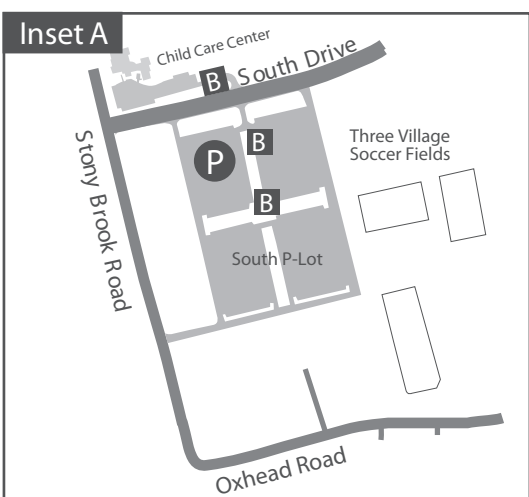 Inset A
Child Care Center
B
South Drive
Stony Brook Road
B
P
Three Village
Soccer Fields
B
South P-Lot
Oxhead Road